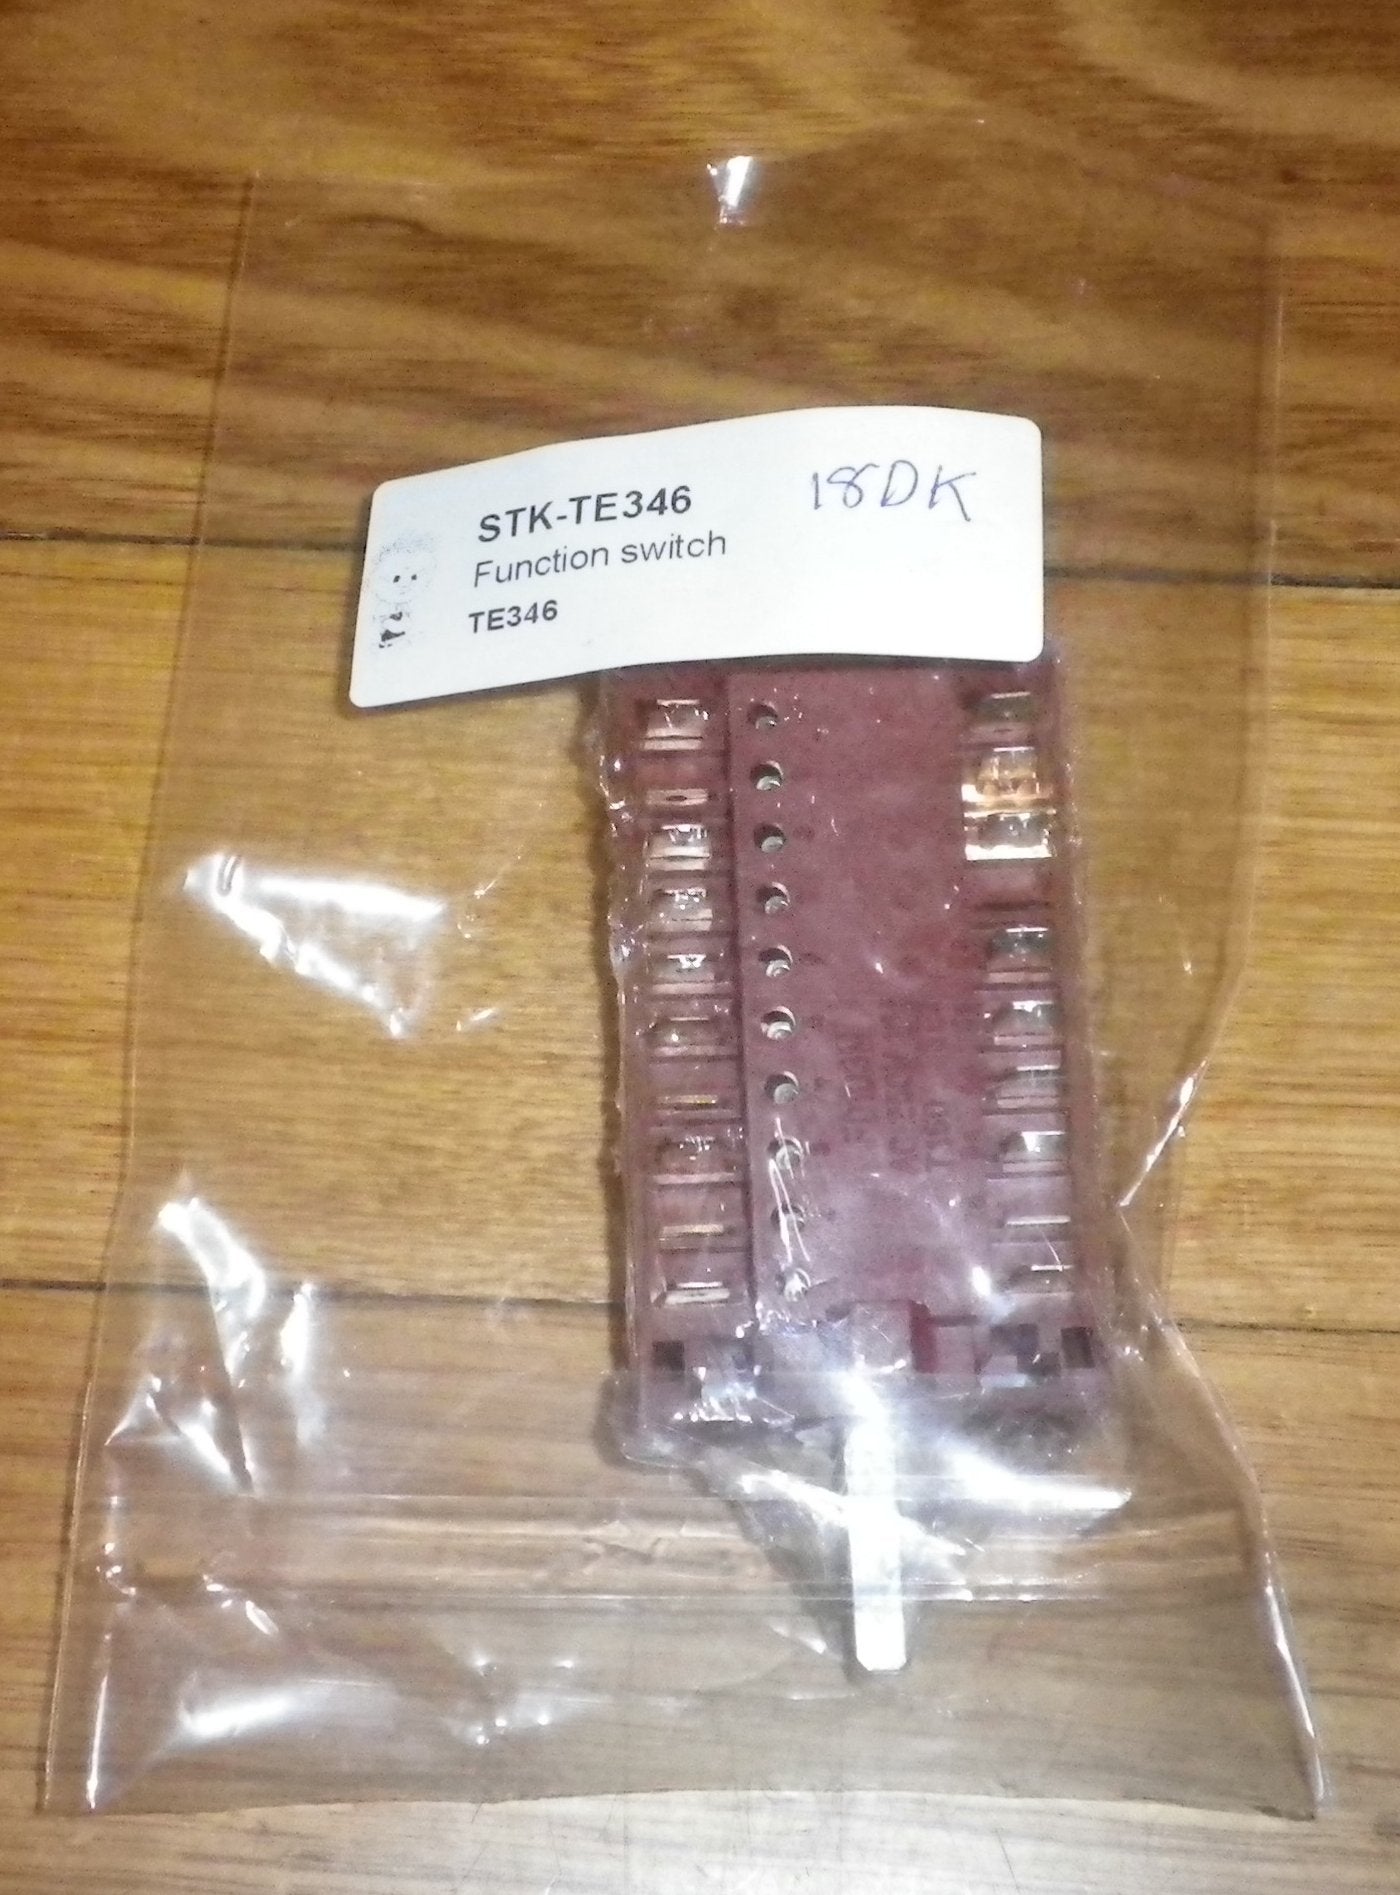 STK-TE346
18DK
Function switch
TE346